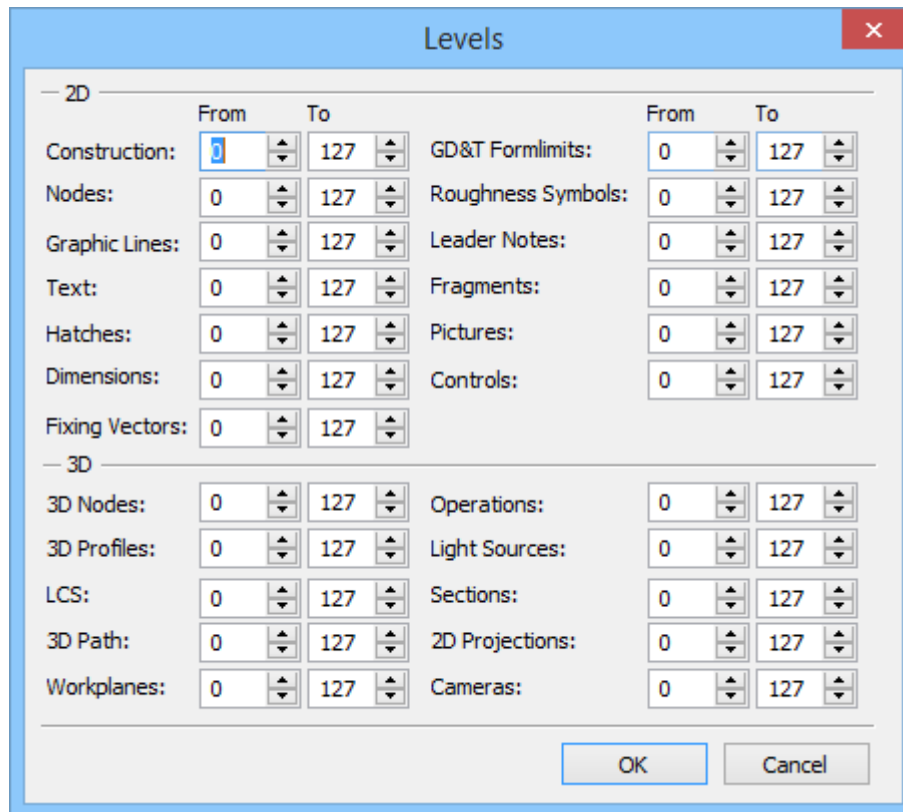 Levels
2D
From To From To
Construction: 0 127 GD&T Formlimits: 0 127
Nodes: 0 127 Roughness Symbols: 0 127
Graphic Lines: 0 127 Leader Notes: 0 127
Text: 0 127 Fragments: 0 127
Hatches: 0 127 Pictures: 0 127
Dimensions: 0 127 Controls: 0 127
Fixing Vectors: 0 127
3D
3D Nodes: 0 127 Operations: 0 127
3D Profiles: 0 127 Light Sources: 0 127
LCS: 0 127 Sections: 0 127
3D Path: 0 127 2D Projections: 0 127
Workplanes: 0 127 Cameras: 0 127
OK Cancel